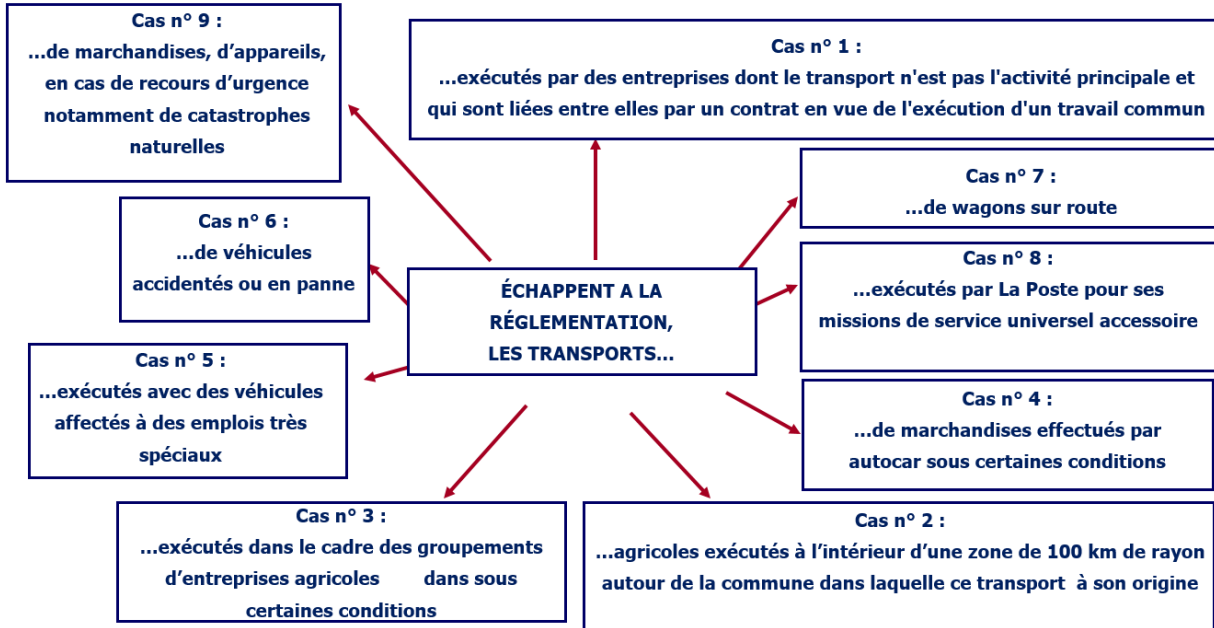 Cas n° 9 :
...de marchandises, d’appareils,
en cas de recours d’urgence
notamment de catastrophes
naturelles
Cas n° 1 :
...exécutés par des entreprises dont le transport n'est pas l'activité principale et
qui sont liées entre elles par un contrat en vue de l'exécution d'un travail commun
Cas n° 7 :
...de wagons sur route
Cas n° 6 :
...de véhicules
accidentés ou en panne
Cas n° 8 :
...exécutés par La Poste pour ses
missions de service universel accessoire
ÉCHAPPENT A LA
RÉGLEMENTATION,
LES TRANSPORTS...
Cas n° 5 :
...exécutés avec des véhicules
affectés à des emplois très
spéciaux
Cas n° 4 :
...de marchandises effectués par
autocar sous certaines conditions
Cas n° 3 :
...exécutés dans le cadre des groupements
d’entreprises agricoles dans sous
certaines conditions
Cas n° 2 :
...agricoles exécutés à l’intérieur d’une zone de 100 km de rayon
autour de la commune dans laquelle ce transport à son origine